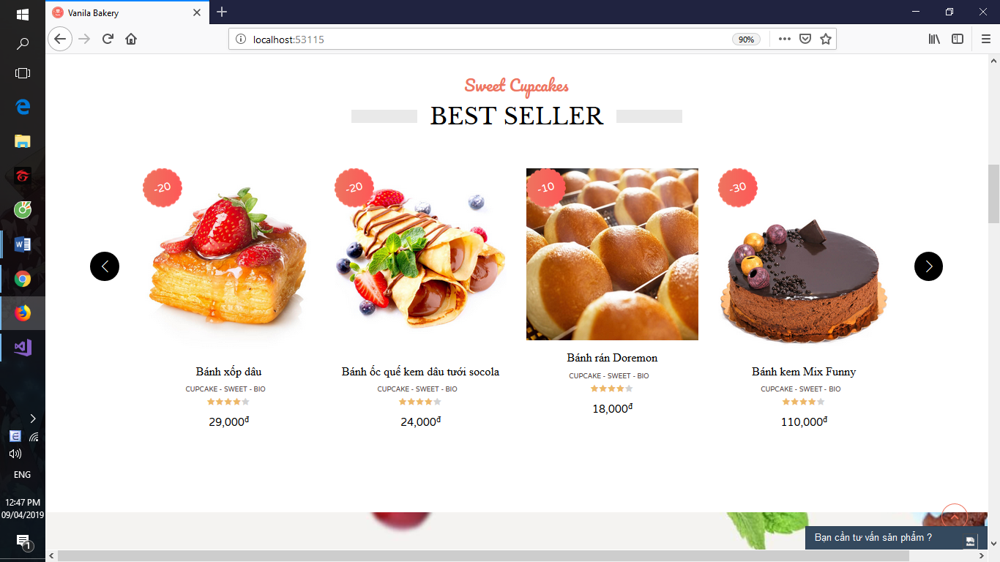 Vanila Bakery
localhost:53115
90%
Sweet Cupcakes
BEST SELLER
-20
-20
-10
-30
Bánh xốp dâu
CUPCAKE - SWEET - BIO
29,000đ
Bánh ốc quế kem dâu tưới socola
CUPCAKE - SWEET - BIO
24,000đ
Bánh rán Doremon
CUPCAKE - SWEET - BIO
18,000đ
Bánh kem Mix Funny
CUPCAKE - SWEET - BIO
110,000đ
Bạn cần tư vấn sản phẩm ?
ENG
12:47 PM
09/04/2019
1